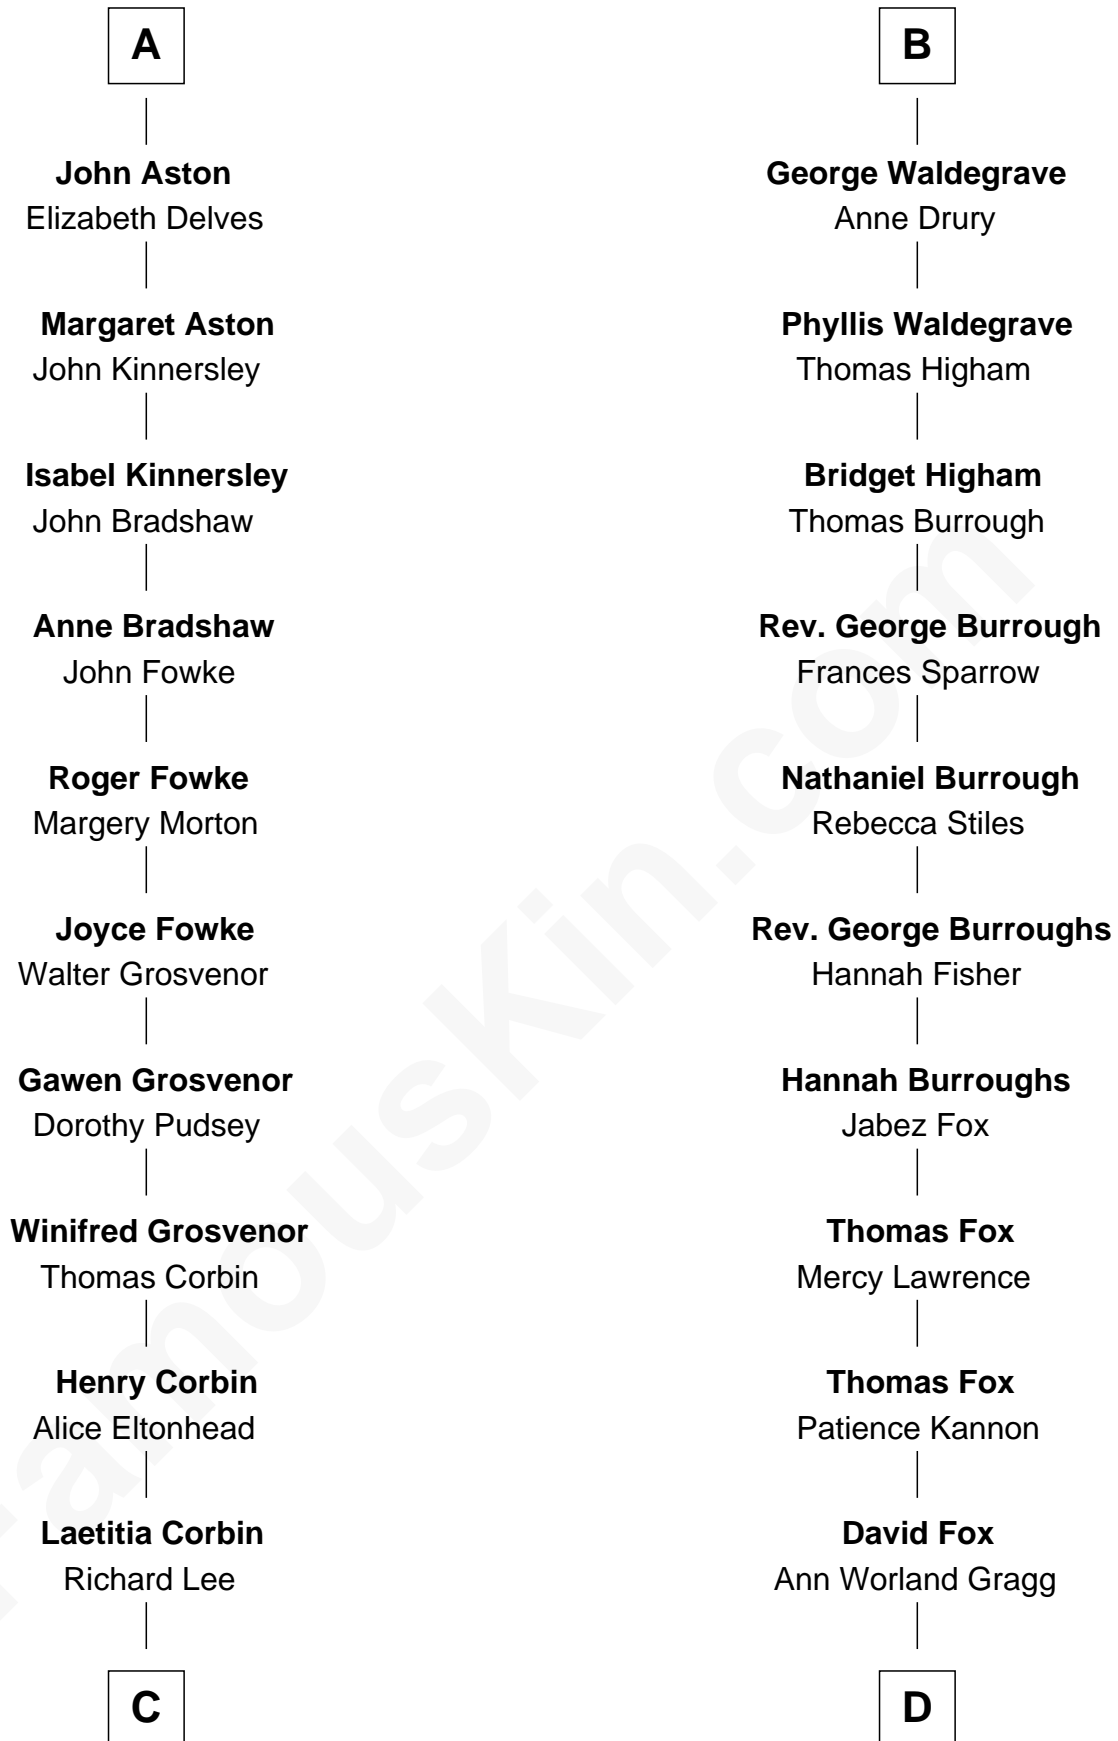 A
John Aston
Elizabeth Delves
Margaret Aston
John Kinnersley
Isabel Kinnersley
John Bradshaw
Anne Bradshaw
John Fowke
Roger Fowke
Margery Morton
Joyce Fowke
Walter Grosvenor
Gawen Grosvenor
Dorothy Pudsey
Winifred Grosvenor
Thomas Corbin
Henry Corbin
Alice Eltonhead
Laetitia Corbin
Richard Lee
C
B
George Waldegrave
Anne Drury
Phyllis Waldegrave
Thomas Higham
Bridget Higham
Thomas Burrough
Rev. George Burrough
Frances Sparrow
Nathaniel Burrough
Rebecca Stiles
Rev. George Burroughs
Hannah Fisher
Hannah Burroughs
Jabez Fox
Thomas Fox
Mercy Lawrence
Thomas Fox
Patience Kannon
David Fox
Ann Worland Gragg
D
FamousKin.com